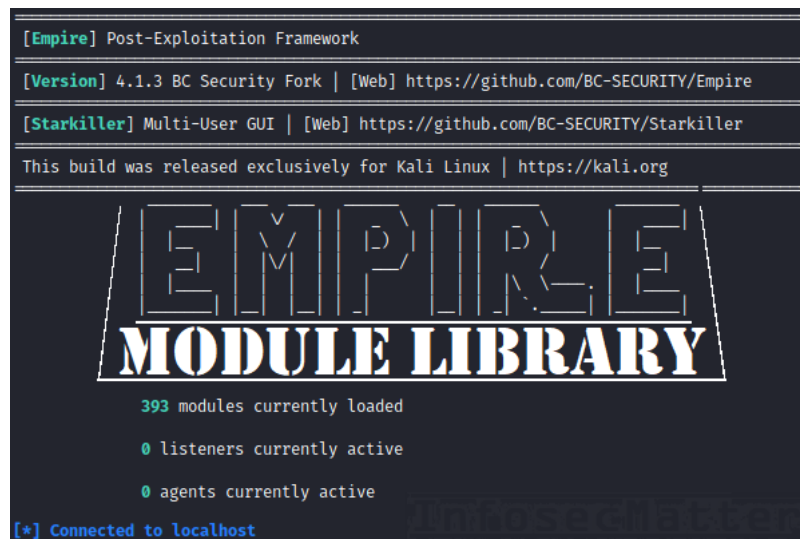 [Empire] Post-Exploitation Framework
[Version] 4.1.3 BC Security Fork | [Web] https://github.com/BC-SECURITY/Empire
[Starkiller] Multi-User GUI | [Web] https://github.com/BC-SECURITY/Starkiller
This build was released exclusively for Kali Linux | https://kali.org
EMPIRE
MODULE LIBRARY
393 modules currently loaded
0 listeners currently active
0 agents currently active
InfosecMatter
[*] Connected to localhost